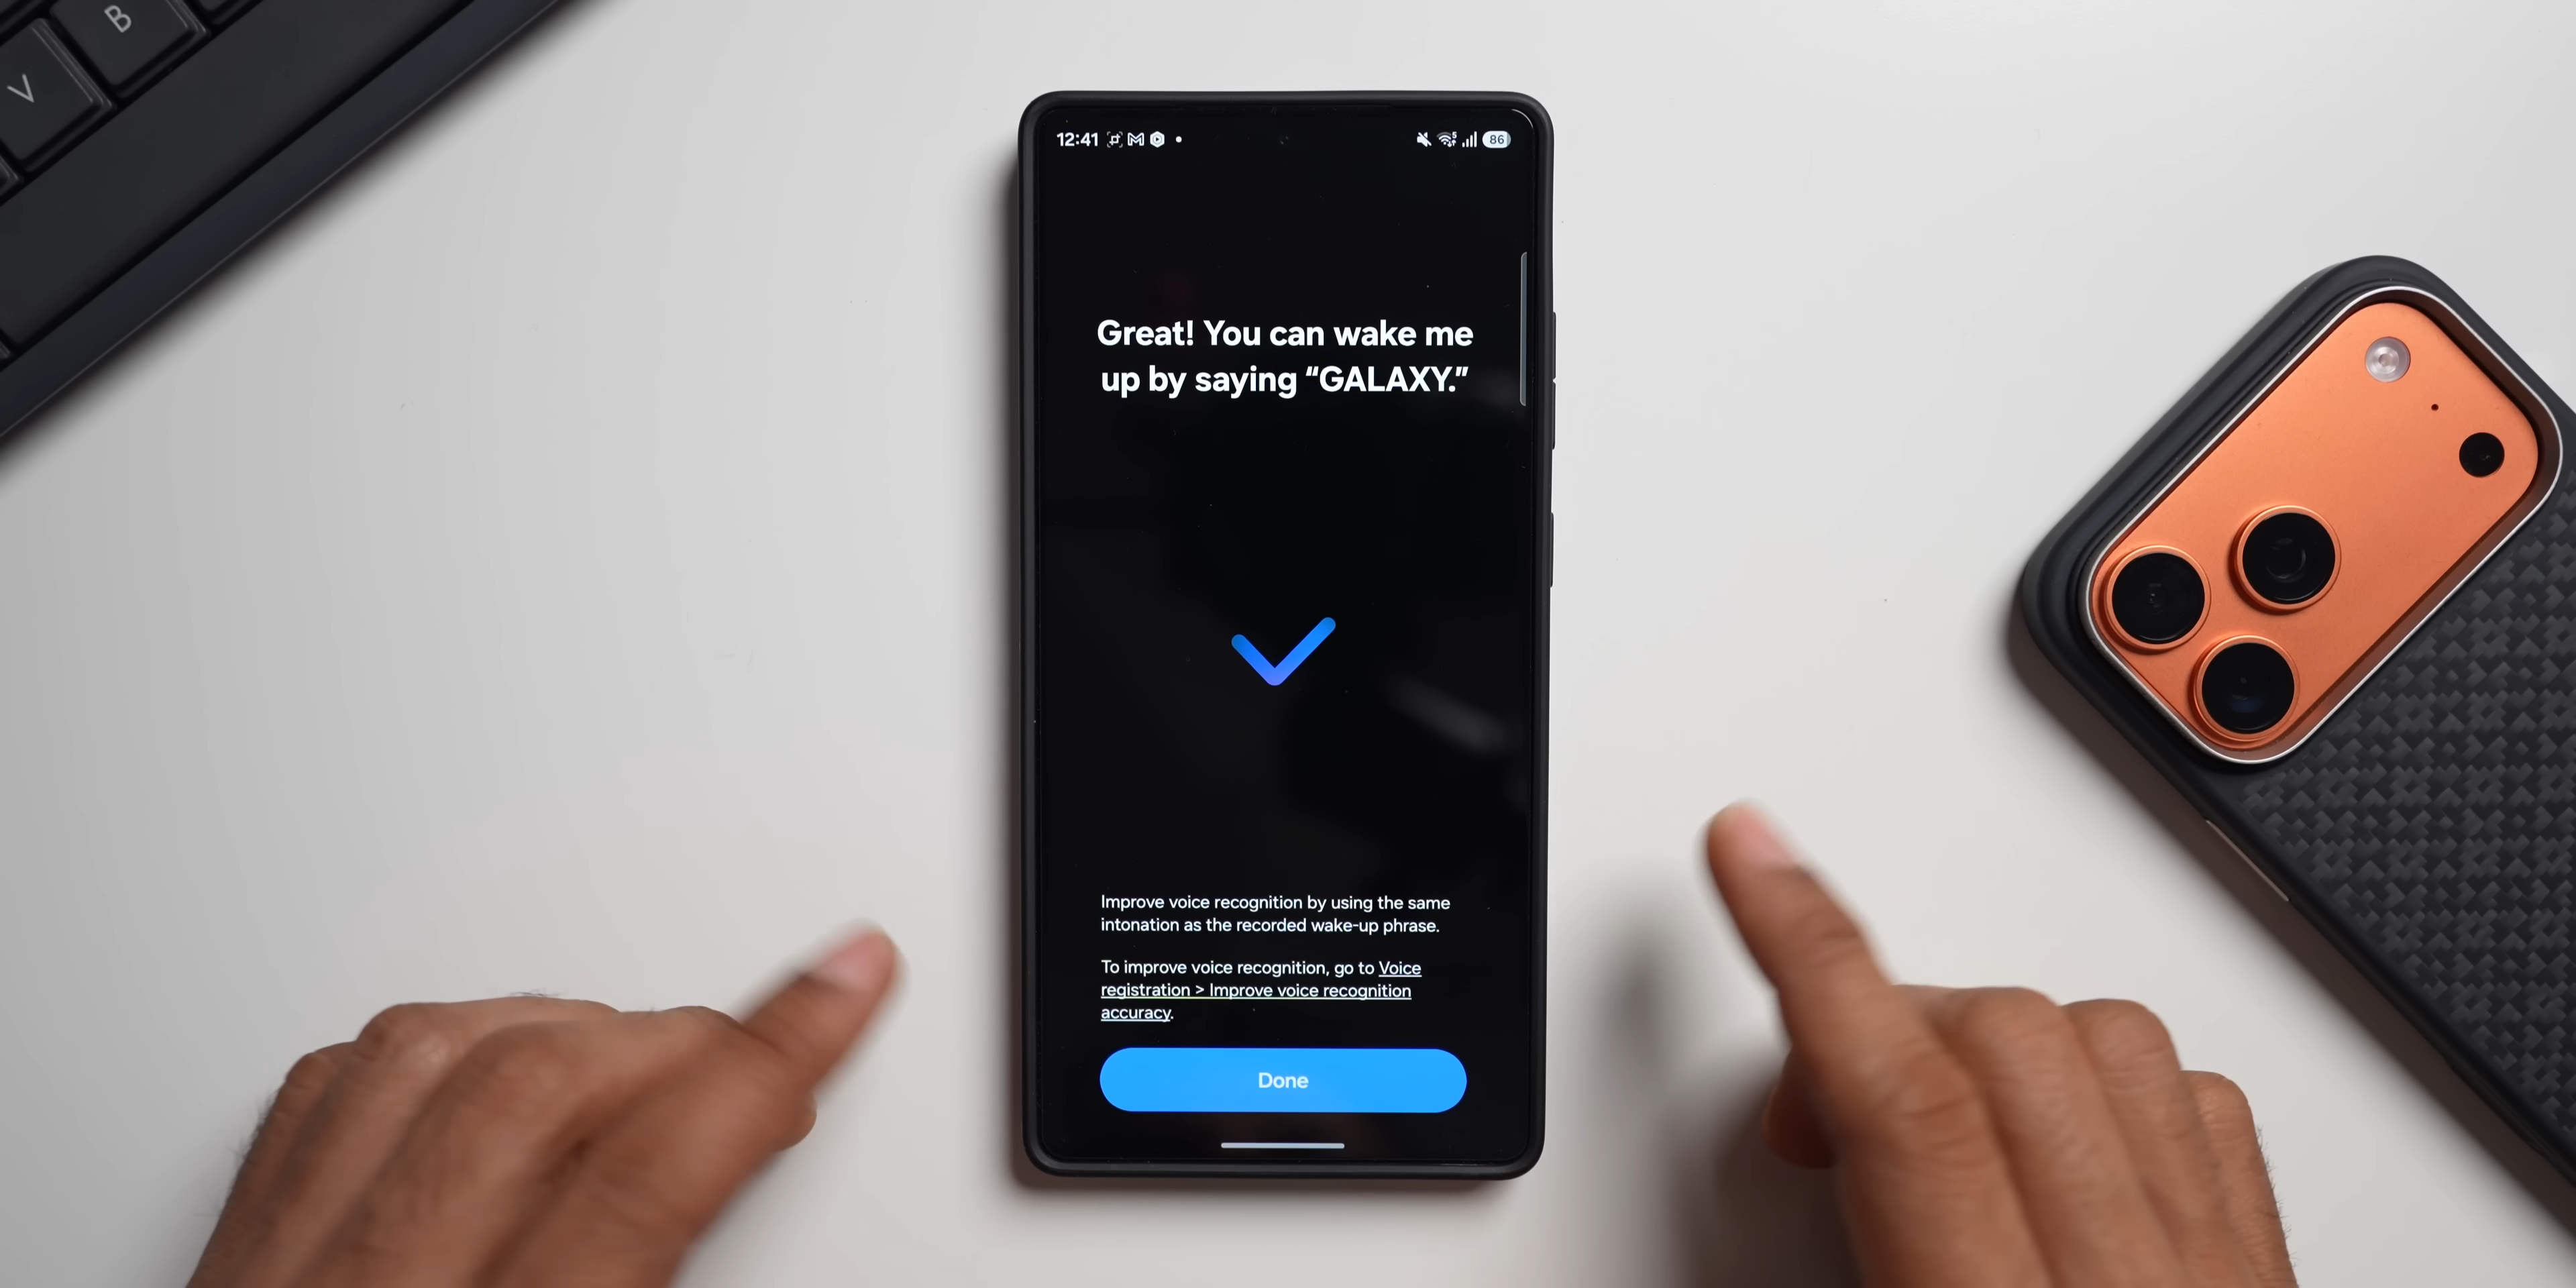 V
B
12:41
86
Great! You can wake me
up by saying “GALAXY.”
Improve voice recognition by using the same
intonation as the recorded wake-up phrase.
To improve voice recognition, go to Voice
registration > Improve voice recognition
accuracy.
Done